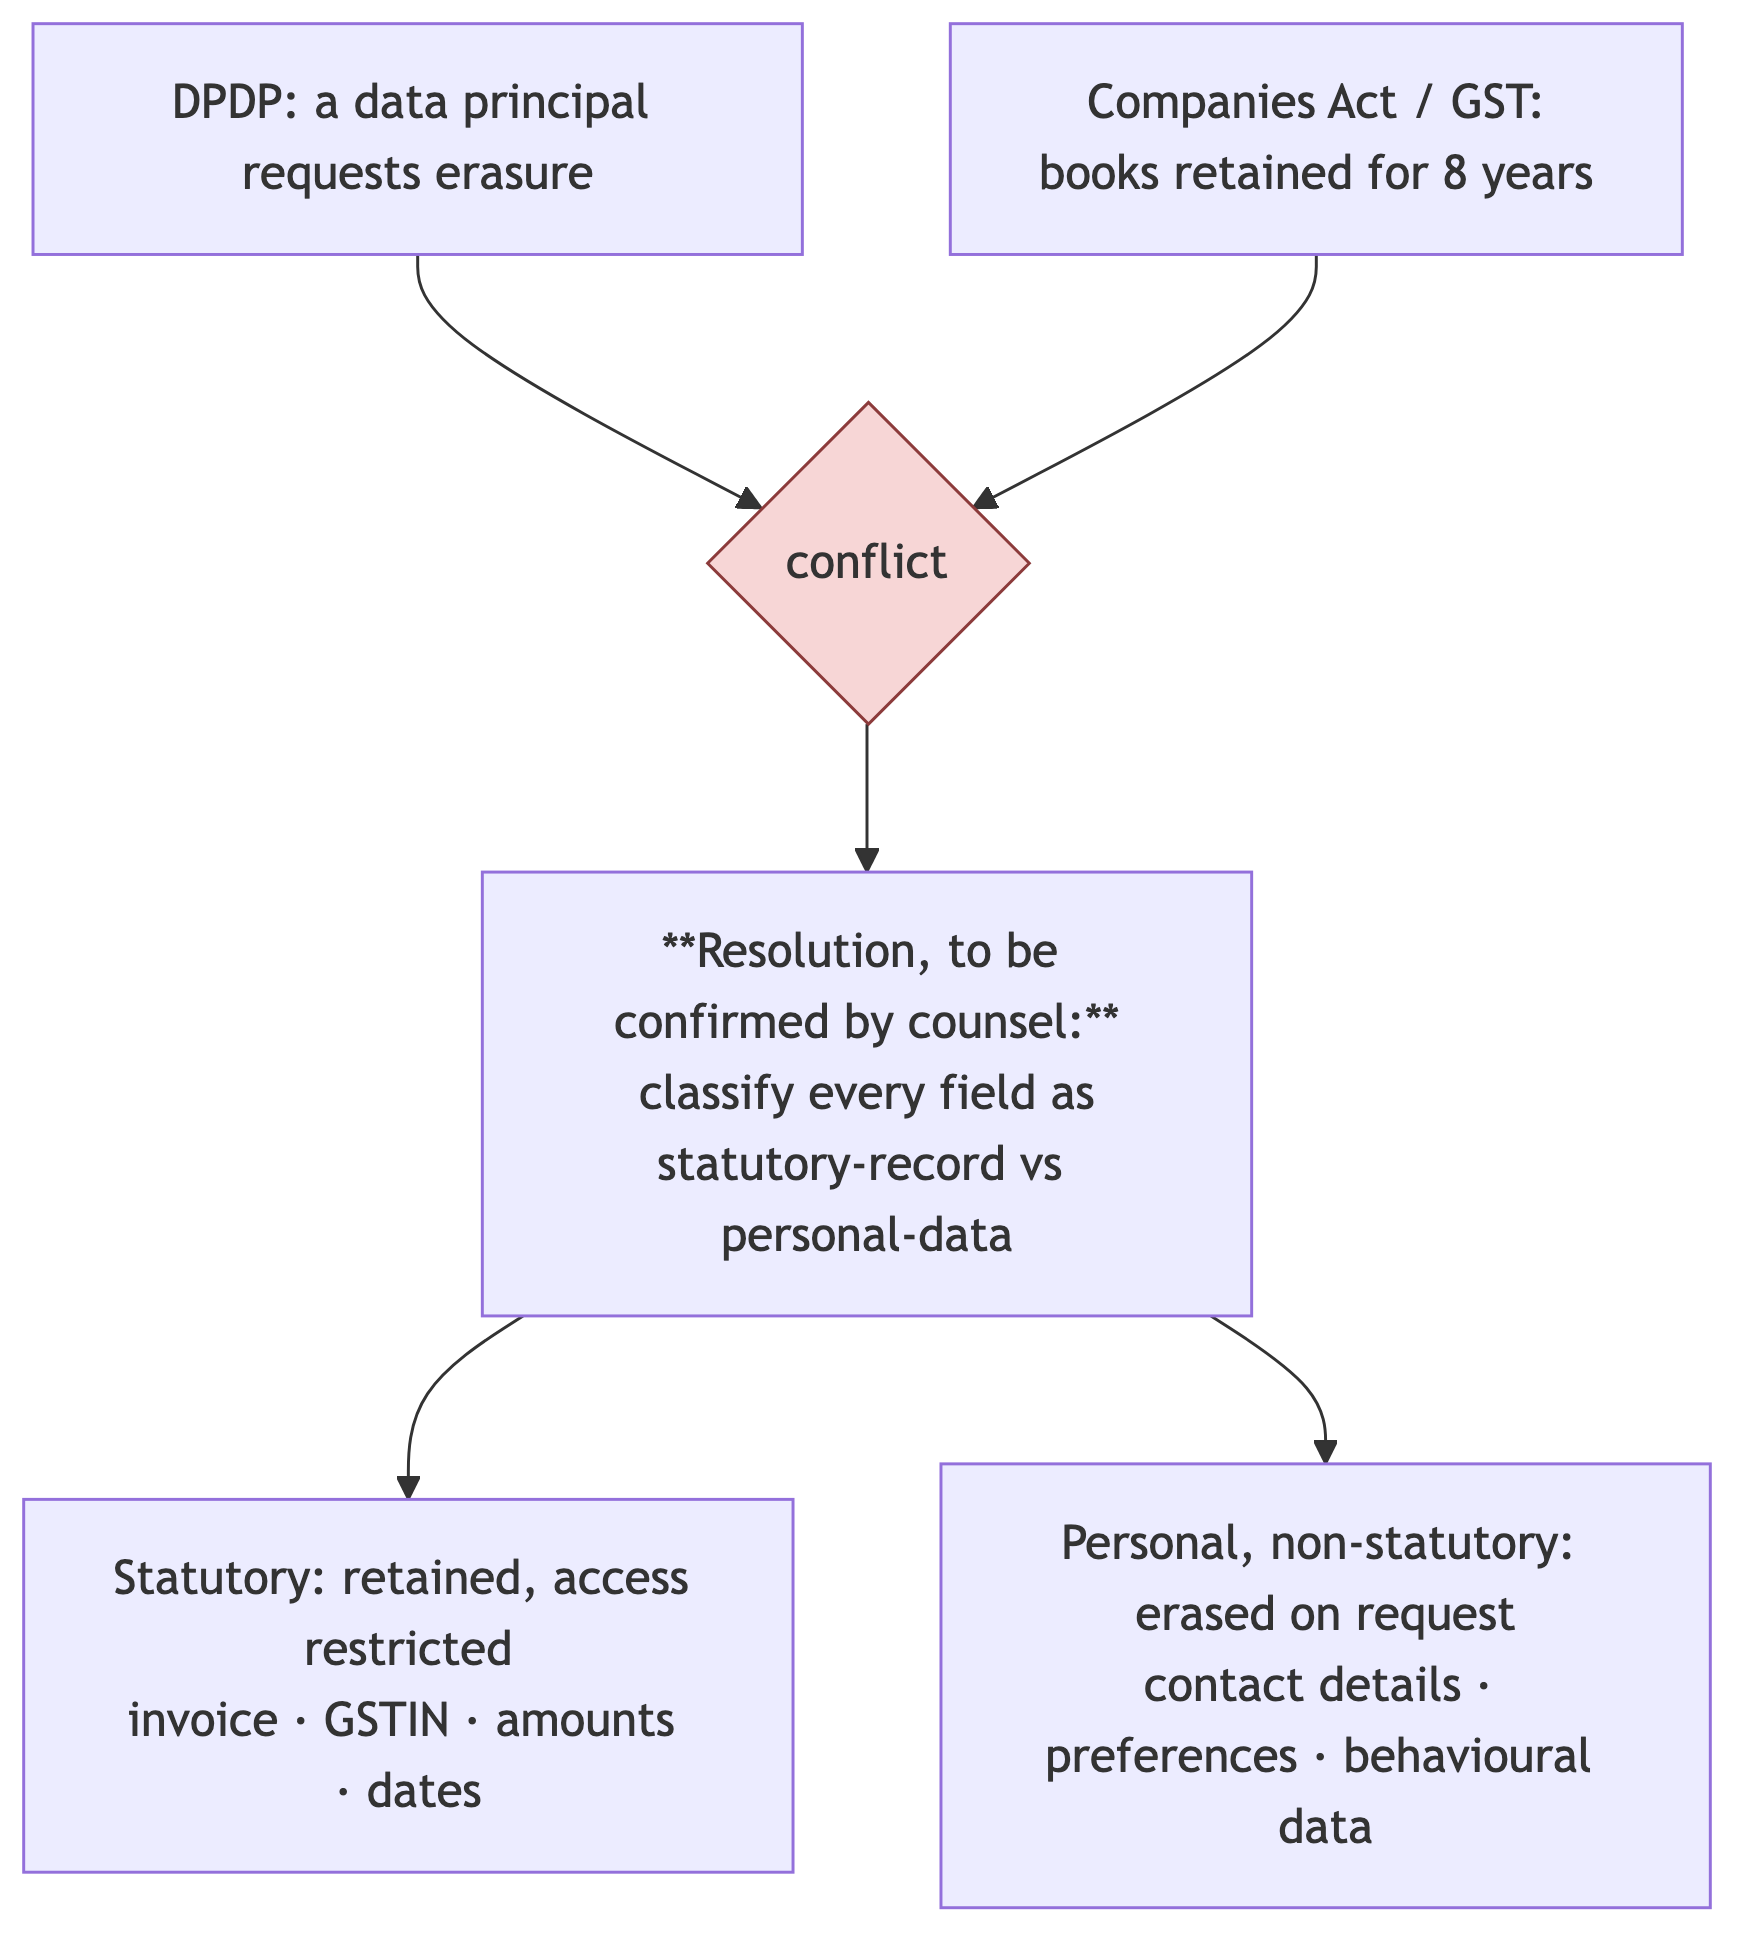 DPDP: a data principal
requests erasure
Companies Act / GST:
books retained for 8 years
conflict
**Resolution, to be
confirmed by counsel:**
classify every field as
statutory-record vs
personal-data
Statutory: retained, access
restricted
invoice · GSTIN · amounts
· dates
Personal, non-statutory:
erased on request
contact details ·
preferences · behavioural
data